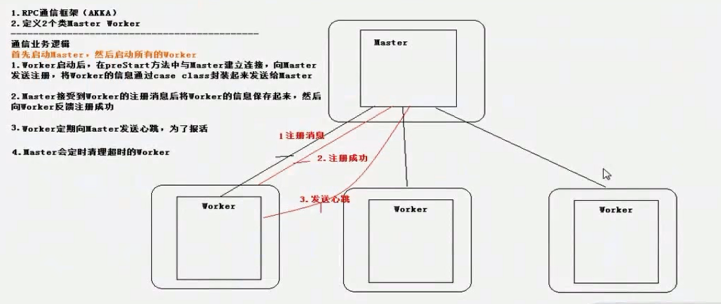 1.RPC通信框架（AKKA）
2.定义2个类Master Worker
--------------------------------------------
通信业务逻辑
首先启动Master，然后启动所有的Worker
1.Worker启动后，在preStart方法中与Master建立连接，向Master
发送注册，将Worker的信息通过case class封装起来发送给Master
2.Master接受到Worker的注册消息后将Worker的信息保存起来，然后
向Worker反馈注册成功
3.Worker定期向Master发送心跳，为了报活
4.Master会定时清理超时的Worker
Master
1注册消息
2.注册成功
3.发送心跳
Worker
Worker
Worker